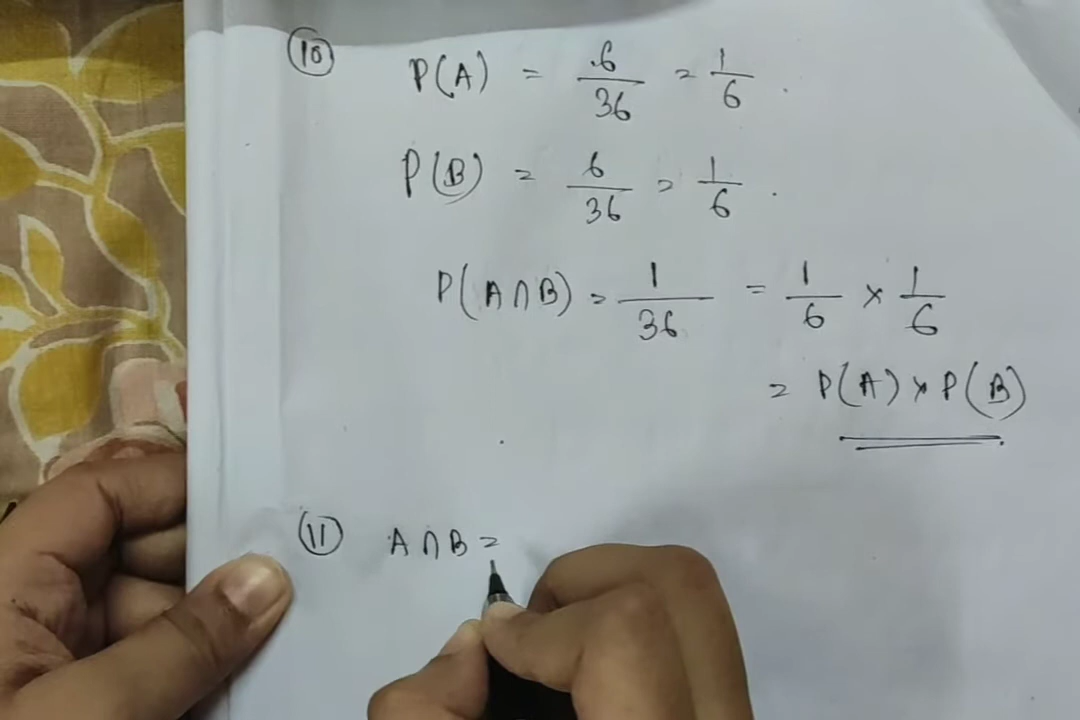 ⑩ P(A) = 6/36 = 1/6 .
P(B) = 6/36 = 1/6 .
P(A∩B) = 1/36 = 1/6 × 1/6
= P(A) × P(B)
⑪ A∩B =